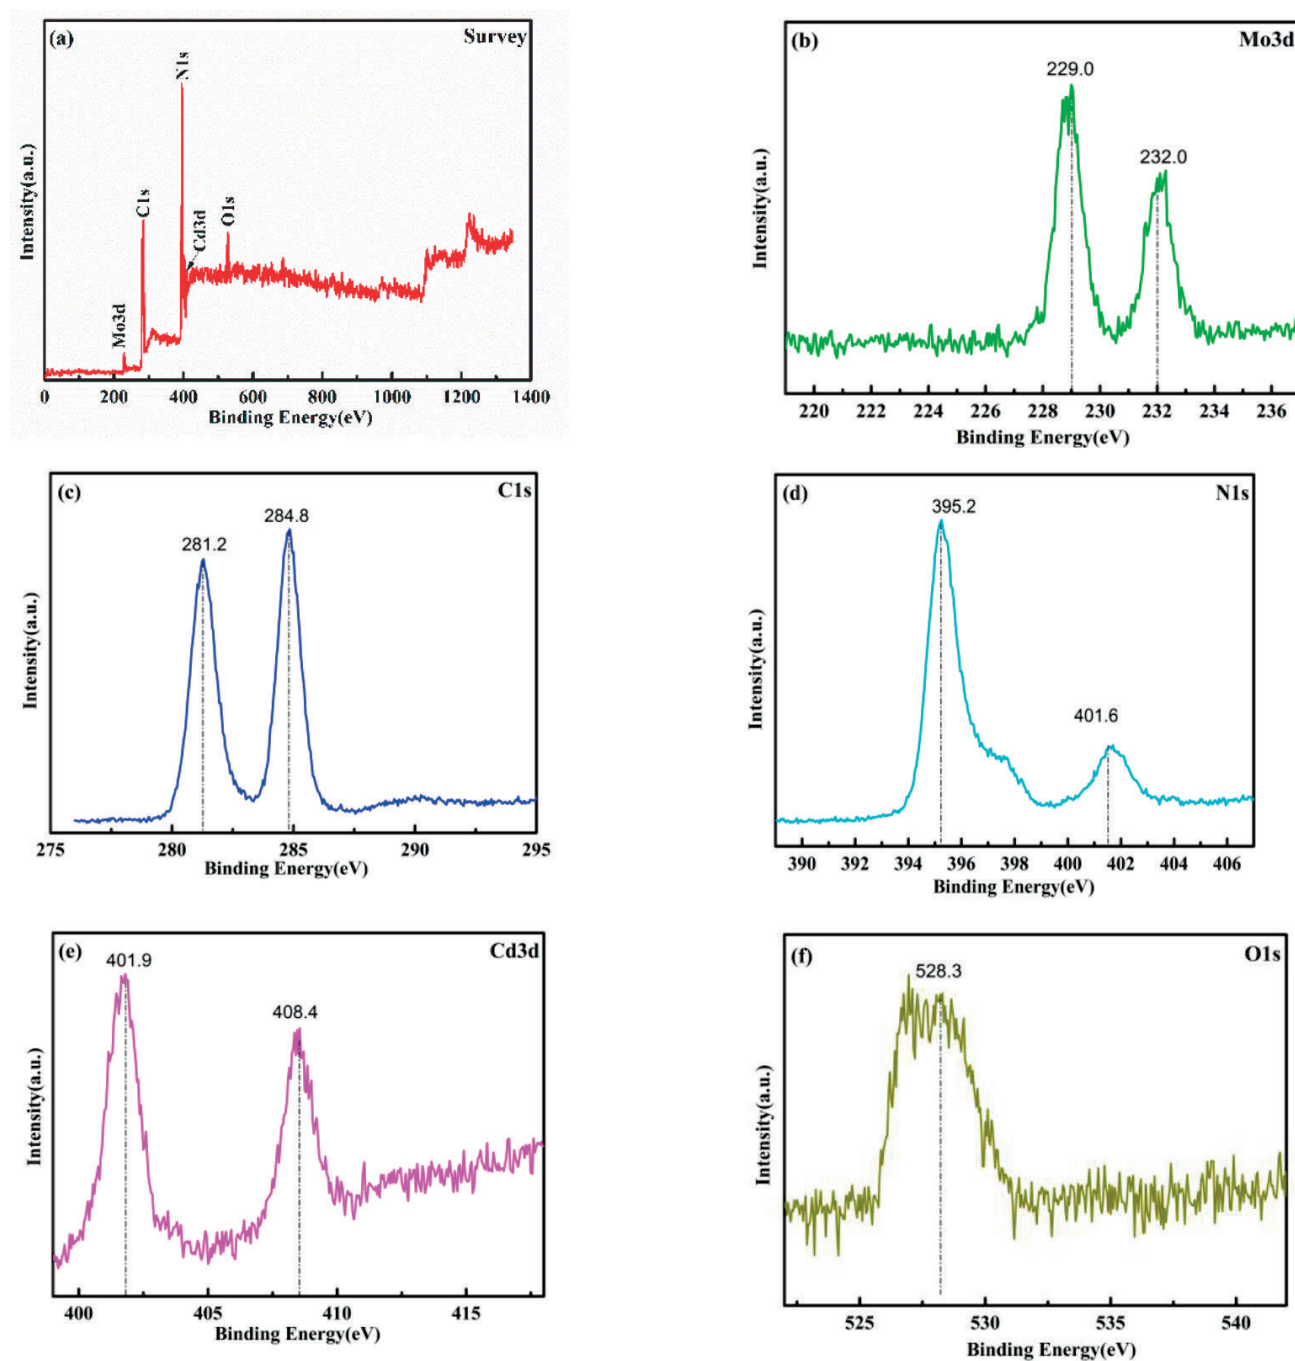 (a)
Survey
N1s
C1s
Cd3d
O1s
Mo3d
Intensity(a.u.)
0 200 400 600 800 1000 1200 1400
Binding Energy(eV)
(b)
Mo3d
229.0
232.0
Intensity(a.u.)
220 222 224 226 228 230 232 234 236
Binding Energy(eV)
(c)
C1s
284.8
281.2
Intensity(a.u.)
275 280 285 290 295
Binding Energy(eV)
(d)
N1s
395.2
401.6
Intensity(a.u.)
390 392 394 396 398 400 402 404 406
Binding Energy(eV)
(e)
Cd3d
401.9
408.4
Intensity(a.u.)
400 405 410 415
Binding Energy(eV)
(f)
O1s
528.3
Intensity(a.u.)
525 530 535 540
Binding Energy(eV)